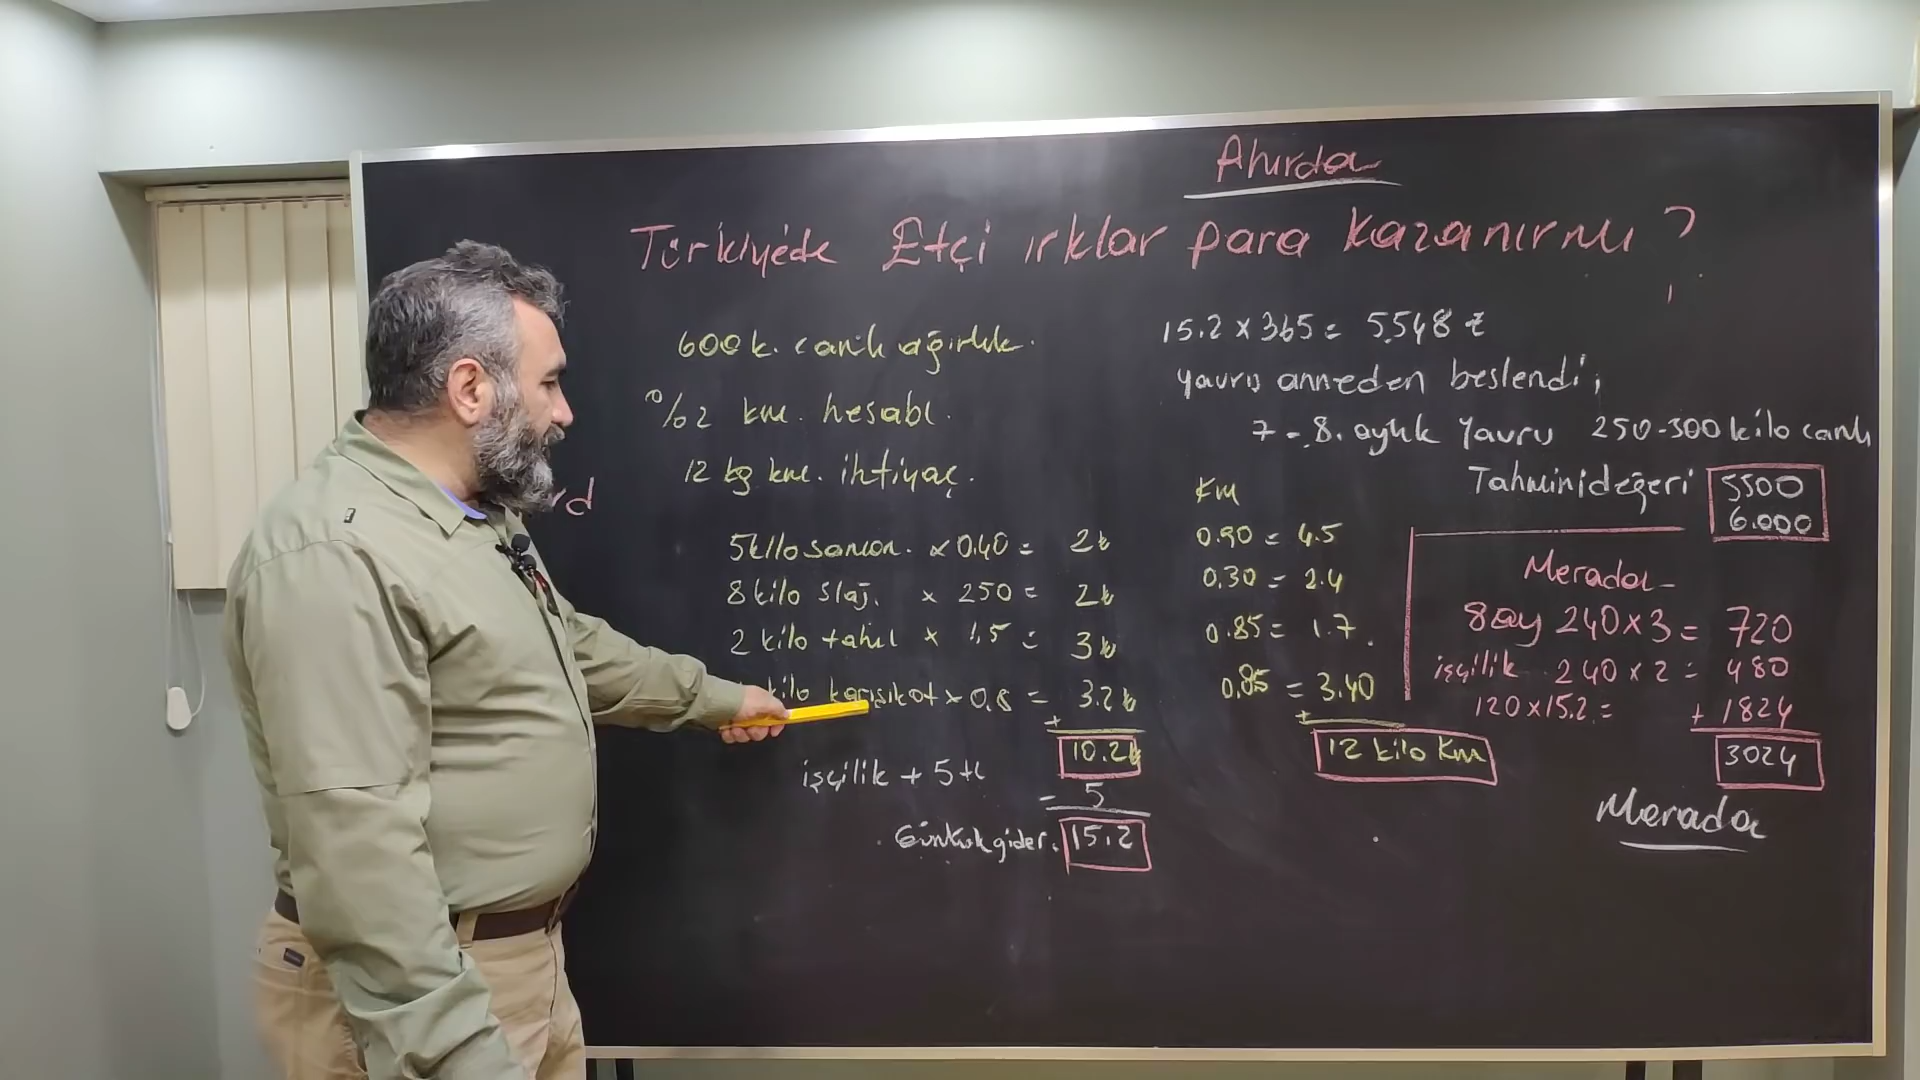 Ahırda
Türkiyede Etçi ırklar para kazanırmı?
600 k. canlı ağırlık.
%2 km. hesabı.
12 kg km. ihtiyaç.
5 kilo saman. x 0.40 = 2₺
8 kilo slaj. x 250 = 2₺
2 kilo tahıl x 1,5 = 3₺
kilo karışıkot x 0,8 = 3.2₺
+
10.2₺
işçilik + 5 tl
- 5
Günlük gider. 15.2
Km
0.90 = 4.5
0.30 = 2.4
0.85 = 1.7
0.85 = 3.40
+
12 kilo Km
15.2 x 365 = 5.548 ₺
yavru anneden beslendi;
7-8. aylık yavru 250-300 kilo canlı
Tahmini değeri 5500
6.000
Merada
8 ay 240 x 3 = 720
işçilik 240 x 2 = 480
120 x 15.2 = + 1824
3024
Merada